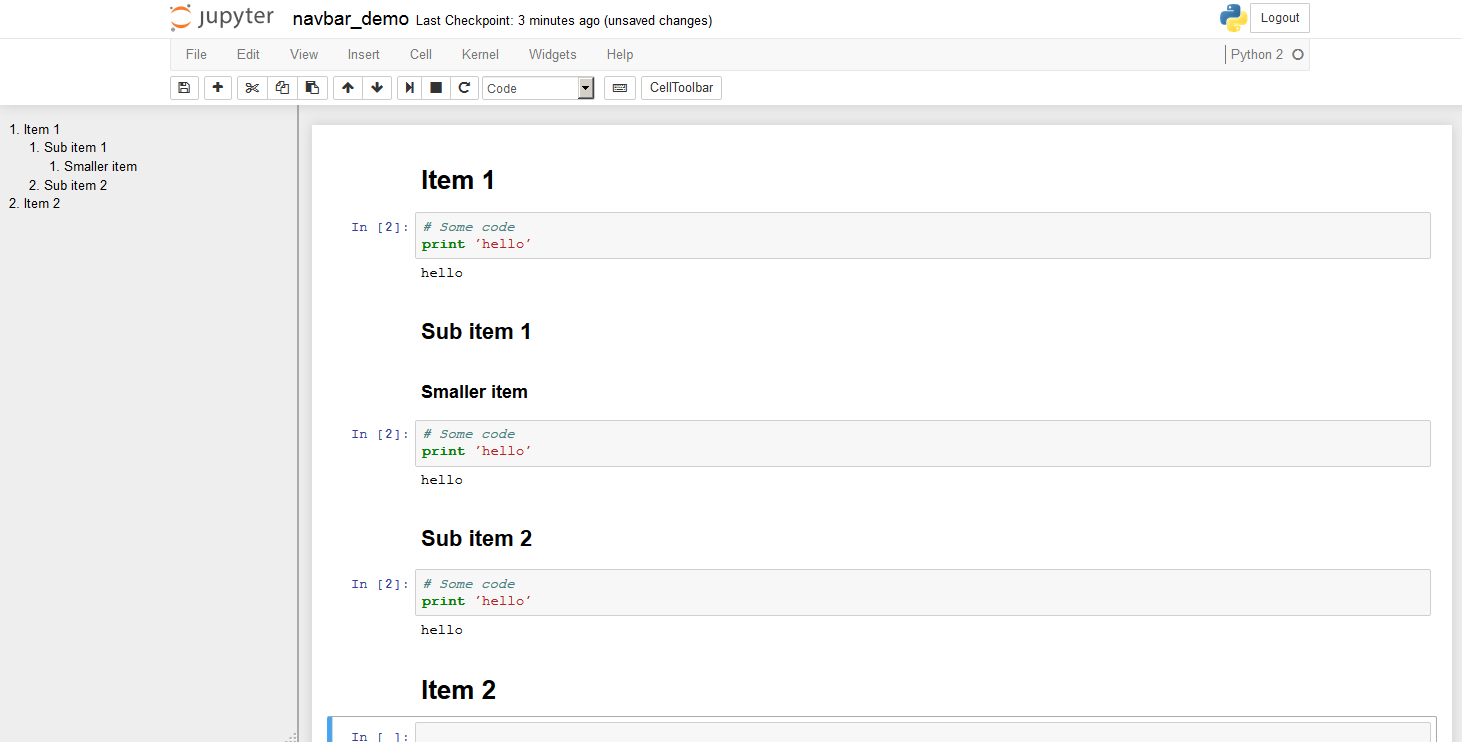 jupyter navbar_demo Last Checkpoint: 3 minutes ago (unsaved changes) Logout
File Edit View Insert Cell Kernel Widgets Help Python 2
Code CellToolbar
1. Item 1
1. Sub item 1
1. Smaller item
2. Sub item 2
2. Item 2
Item 1
In [2]: # Some code
print 'hello'
hello
Sub item 1
Smaller item
In [2]: # Some code
print 'hello'
hello
Sub item 2
In [2]: # Some code
print 'hello'
hello
Item 2
In [ ]: